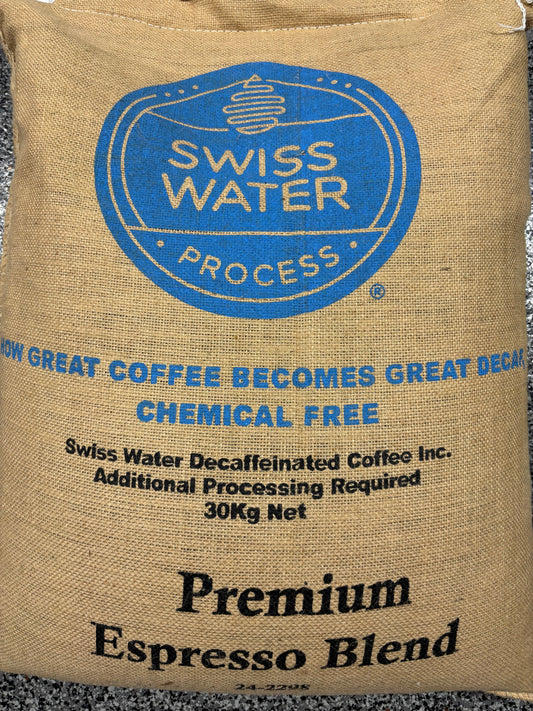 SWISS
WATER
PROCESS
®
HOW GREAT COFFEE BECOMES GREAT DECAF
CHEMICAL FREE
Swiss Water Decaffeinated Coffee Inc.
Additional Processing Required
30Kg Net
Premium
Espresso Blend